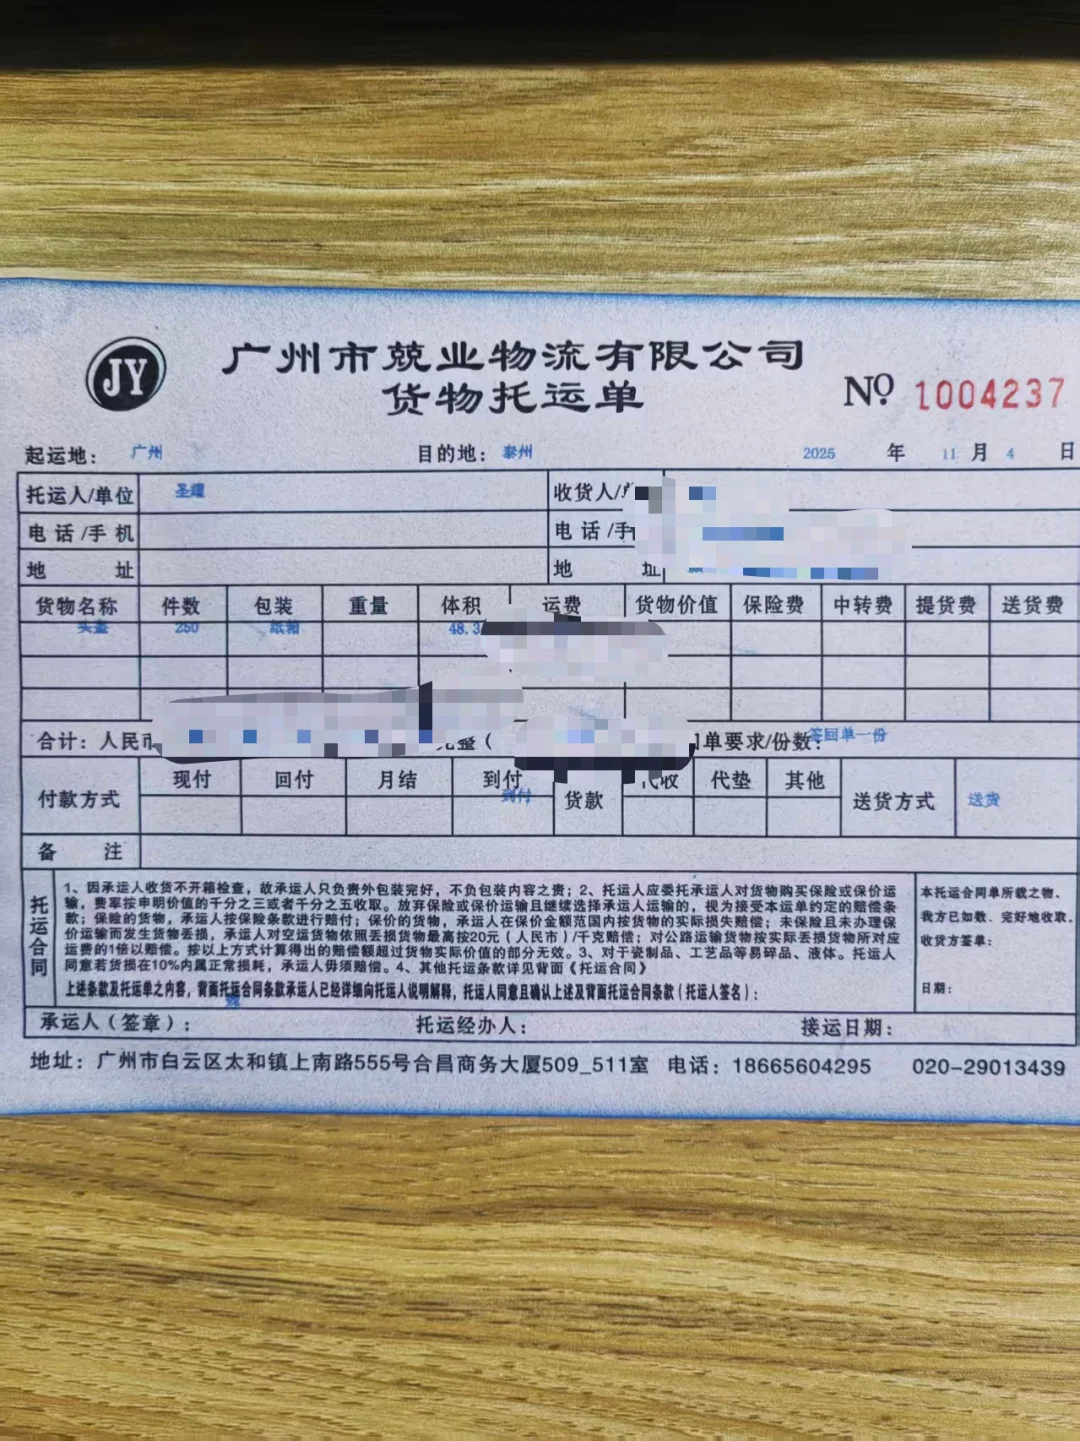 JY
广州市兢业物流有限公司
货物托运单
№ 1004237
起运地： 广州 目的地： 泰州 2025 年 11 月 4 日
托运人/单位 圣耀 收货人/
电 话 /手 机 电 话 /手
地 址 地 址
货物名称 件数 包装 重量 体积 运费 货物价值 保险费 中转费 提货费 送货费
头盔 250 纸箱 48.3
合计：人民币 完整（ 单要求/份数： 签回单一份
付款方式 现付 回付 月结 到付 货款 代收 代垫 其他 送货方式 送货
到付
备 注
托运合同
1、因承运人收货不开箱检查，故承运人只负责外包装完好，不负包装内容之责；2、托运人应委托承运人对货物购买保险或保价运
输，费率按申明价值的千分之三或者千分之五收取。放弃保险或保价运输且继续选择承运人运输的，视为接受本运单约定的赔偿条
款；保险的货物，承运人按保险条款进行赔付；保价的货物，承运人在保价金额范围内按货物的实际损失赔偿；未保险且未办理保
价运输而发生货物丢损，承运人对空运货物依照丢损货物最高按20元（人民币）/千克赔偿；对公路运输货物按实际丢损货物所对应
运费的1倍以赔偿。按以上方式计算得出的赔偿额超过货物实际价值的部分无效。3、对于瓷制品、工艺品等易碎品、液体。托运人
同意若货损在10%内属正常损耗，承运人毋须赔偿。4、其他托运条款详见背面《托运合同》
上述条款及托运单之内容，背面托运合同条款承运人已经详细向托运人说明解释，托运人同意且确认上述及背面托运合同条款（托运人签名）：
本托运合同单所载之物，
我方已如数、完好地收取。
收货方签单：
日期：
承运人（签章）： 托运经办人： 接运日期：
地址：广州市白云区太和镇上南路555号合昌商务大厦509_511室 电话：18665604295 020-29013439